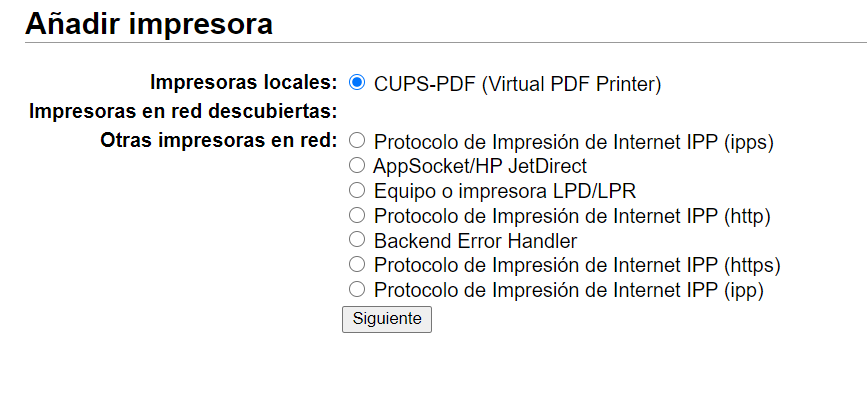 Añadir impresora
Impresoras locales: CUPS-PDF (Virtual PDF Printer)
Impresoras en red descubiertas:
Otras impresoras en red: Protocolo de Impresión de Internet IPP (ipps)
AppSocket/HP JetDirect
Equipo o impresora LPD/LPR
Protocolo de Impresión de Internet IPP (http)
Backend Error Handler
Protocolo de Impresión de Internet IPP (https)
Protocolo de Impresión de Internet IPP (ipp)
Siguiente